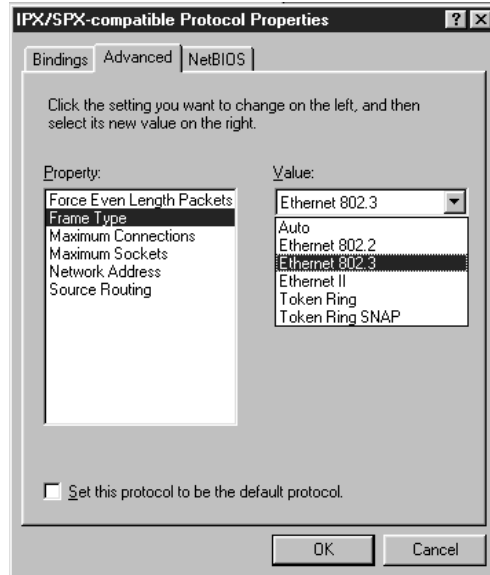 IPX/SPX-compatible Protocol Properties ? ×
Bindings Advanced NetBIOS
Click the setting you want to change on the left, and then
select its new value on the right.
Property: Value:
Force Even Length Packets
Frame Type
Maximum Connections
Maximum Sockets
Network Address
Source Routing
Ethernet 802.3
Auto
Ethernet 802.2
Ethernet 802.3
Ethernet II
Token Ring
Token Ring SNAP
Set this protocol to be the default protocol.
OK Cancel